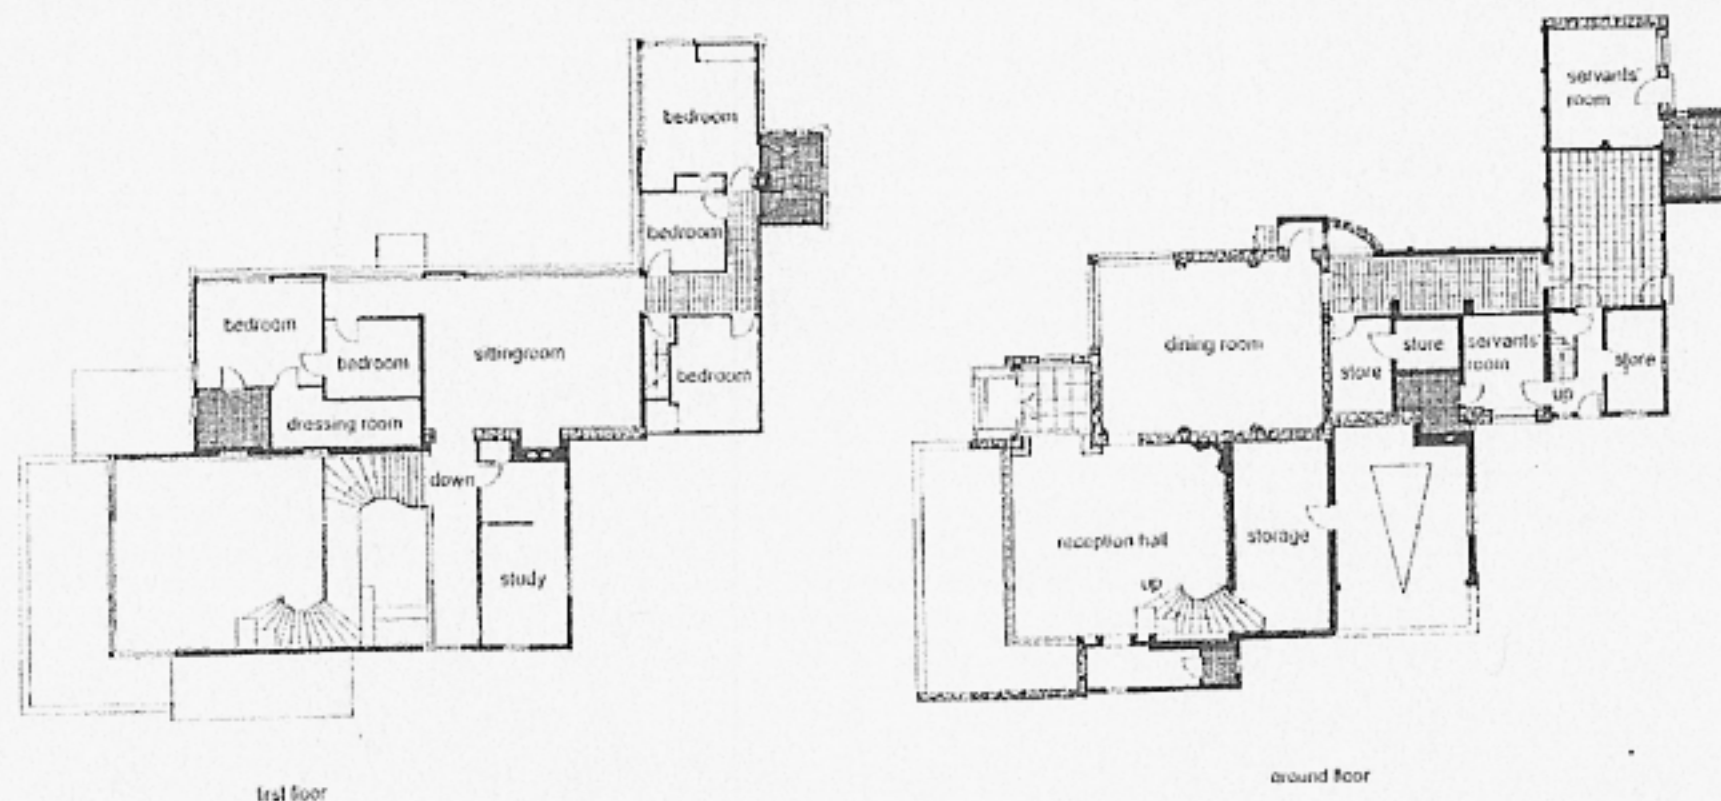 bedroom
bedroom
bedroom
bedroom
sittingroom
bedroom
dressing room
down
study
first floor
servants'
room
dining room
store
store
servants'
room
up
store
reception hall
up
storage
ground floor